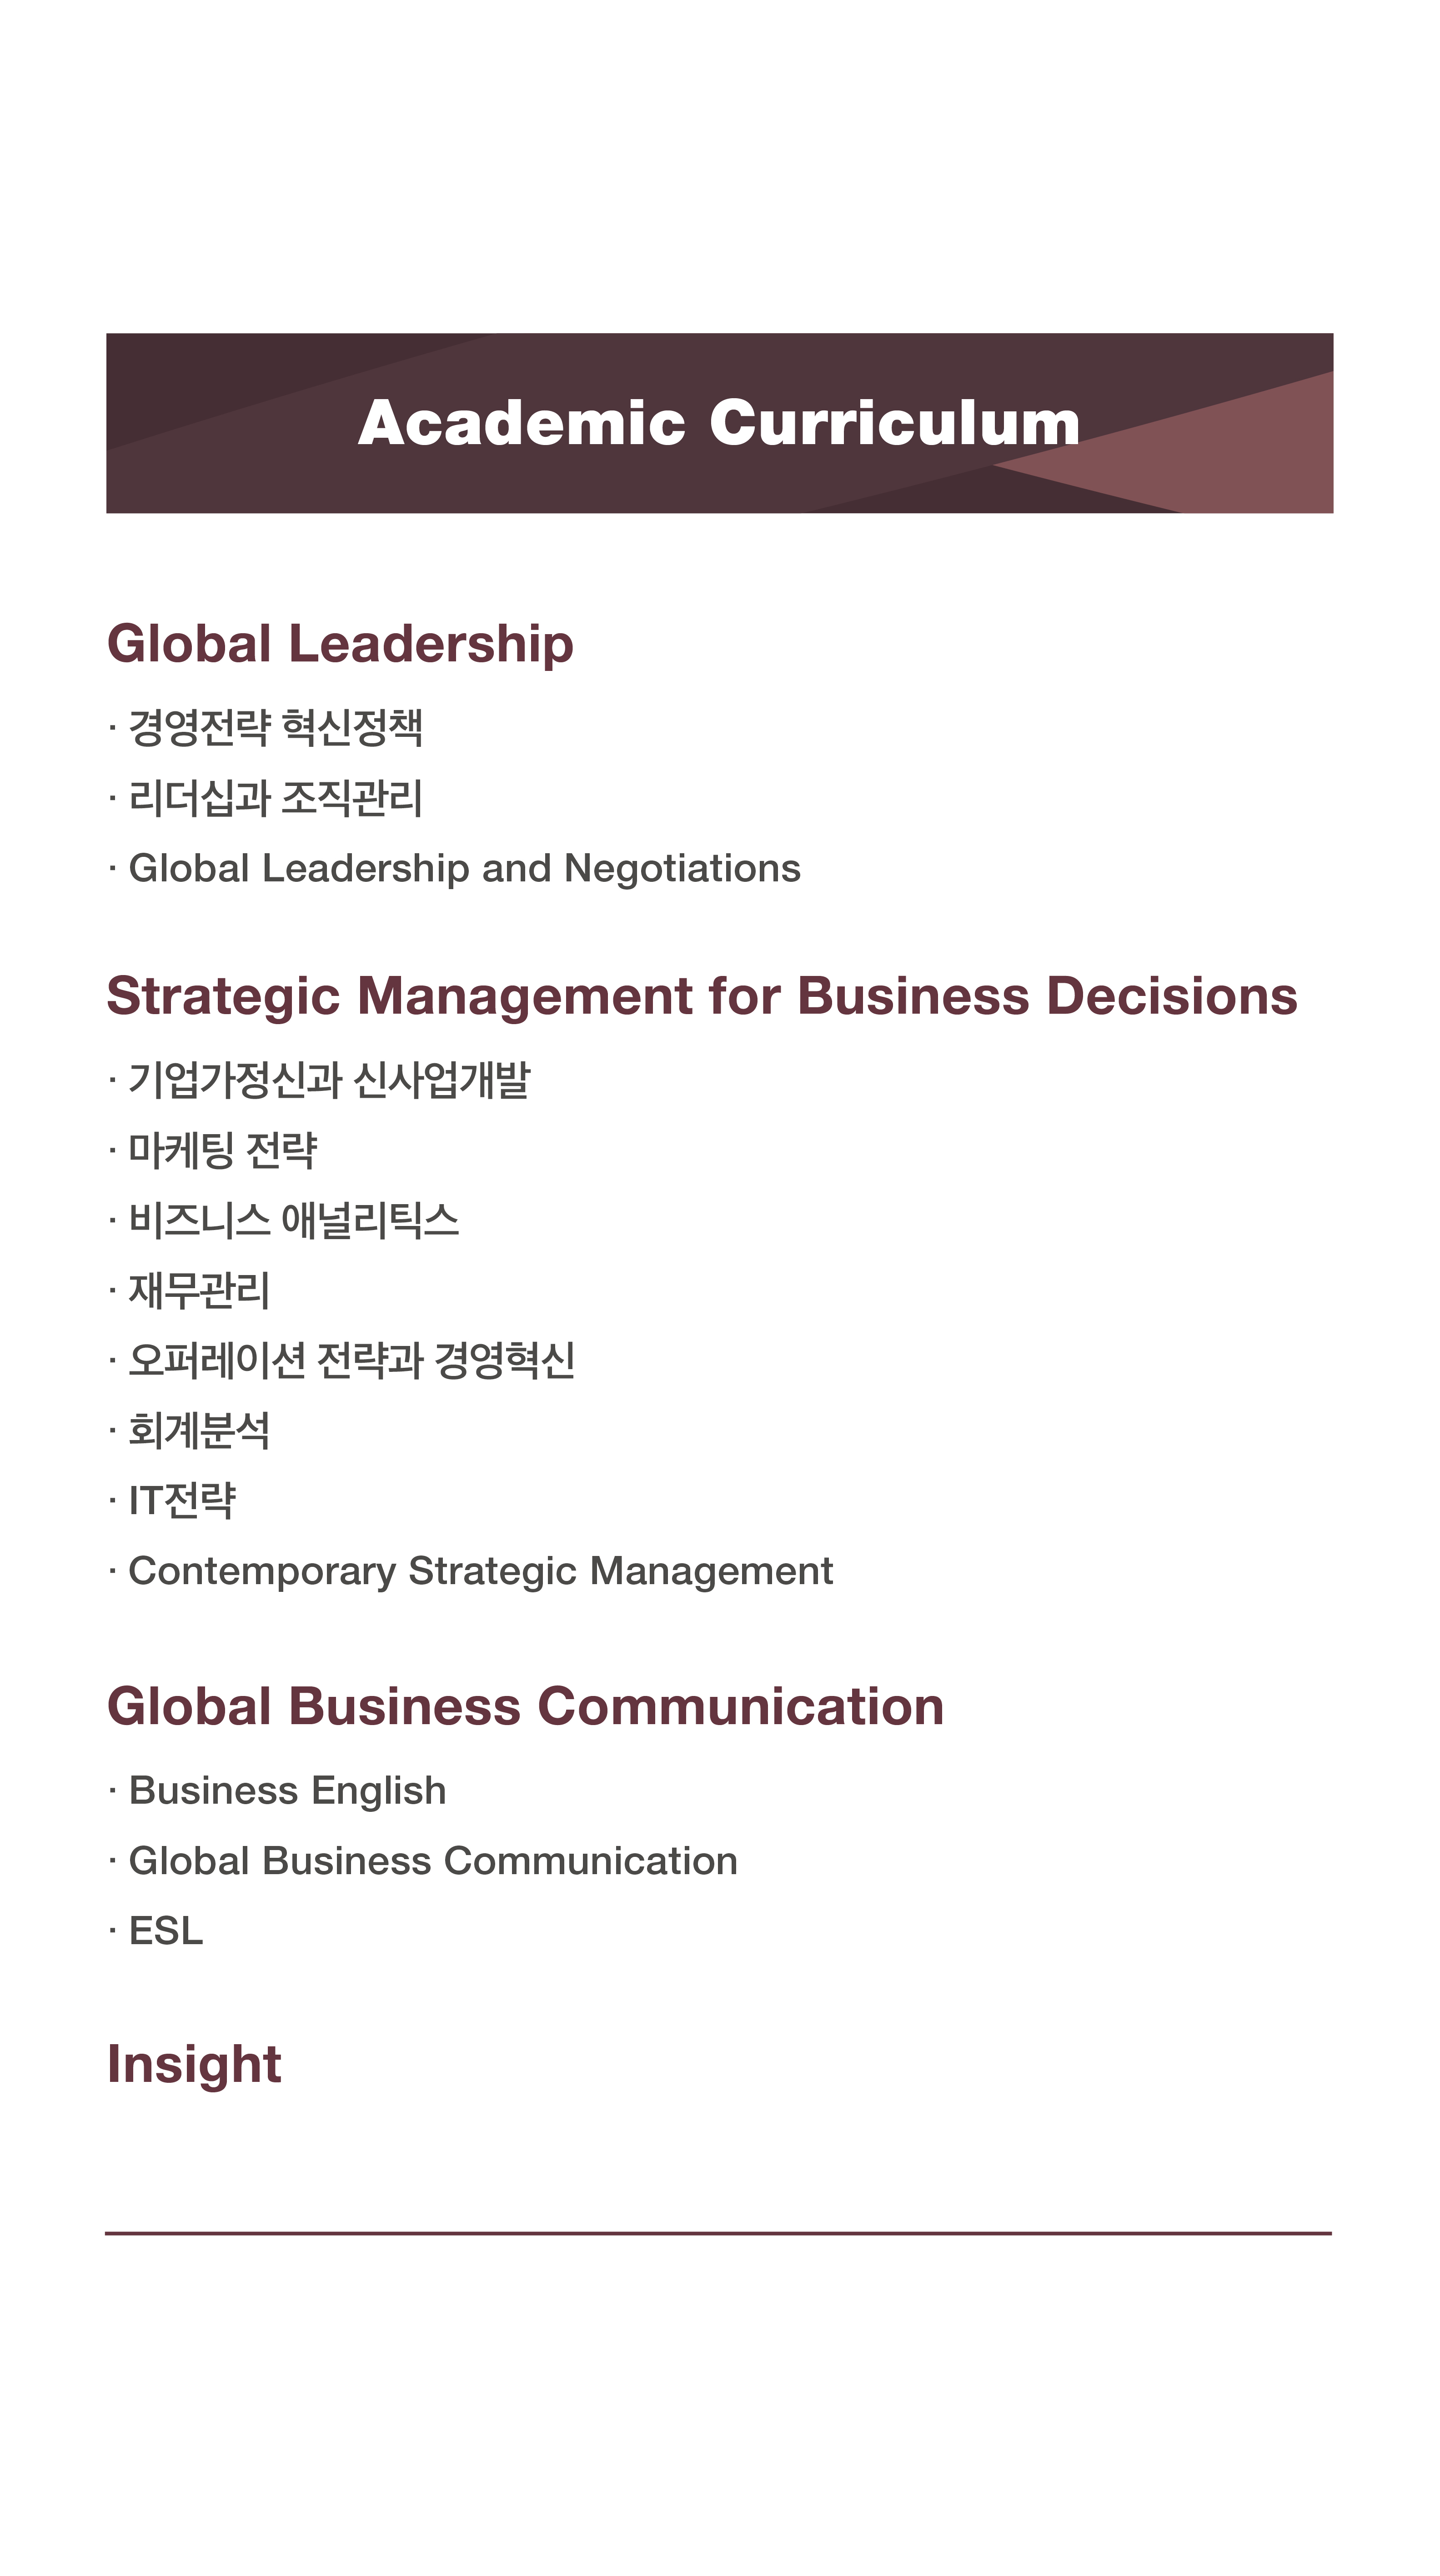 Academic Curriculum
Global Leadership
· 경영전략 혁신정책
· 리더십과 조직관리
· Global Leadership and Negotiations
Strategic Management for Business Decisions
· 기업가정신과 신사업개발
· 마케팅 전략
· 비즈니스 애널리틱스
· 재무관리
· 오퍼레이션 전략과 경영혁신
· 회계분석
· IT전략
· Contemporary Strategic Management
Global Business Communication
· Business English
· Global Business Communication
· ESL
Insight